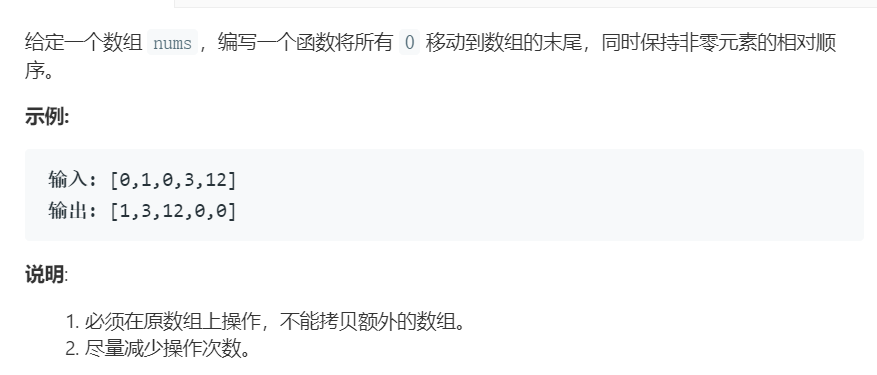 给定一个数组 nums，编写一个函数将所有 0 移动到数组的末尾，同时保持非零元素的相对顺
序。
示例:
输入: [0,1,0,3,12]
输出: [1,3,12,0,0]
说明:
1. 必须在原数组上操作，不能拷贝额外的数组。
2. 尽量减少操作次数。